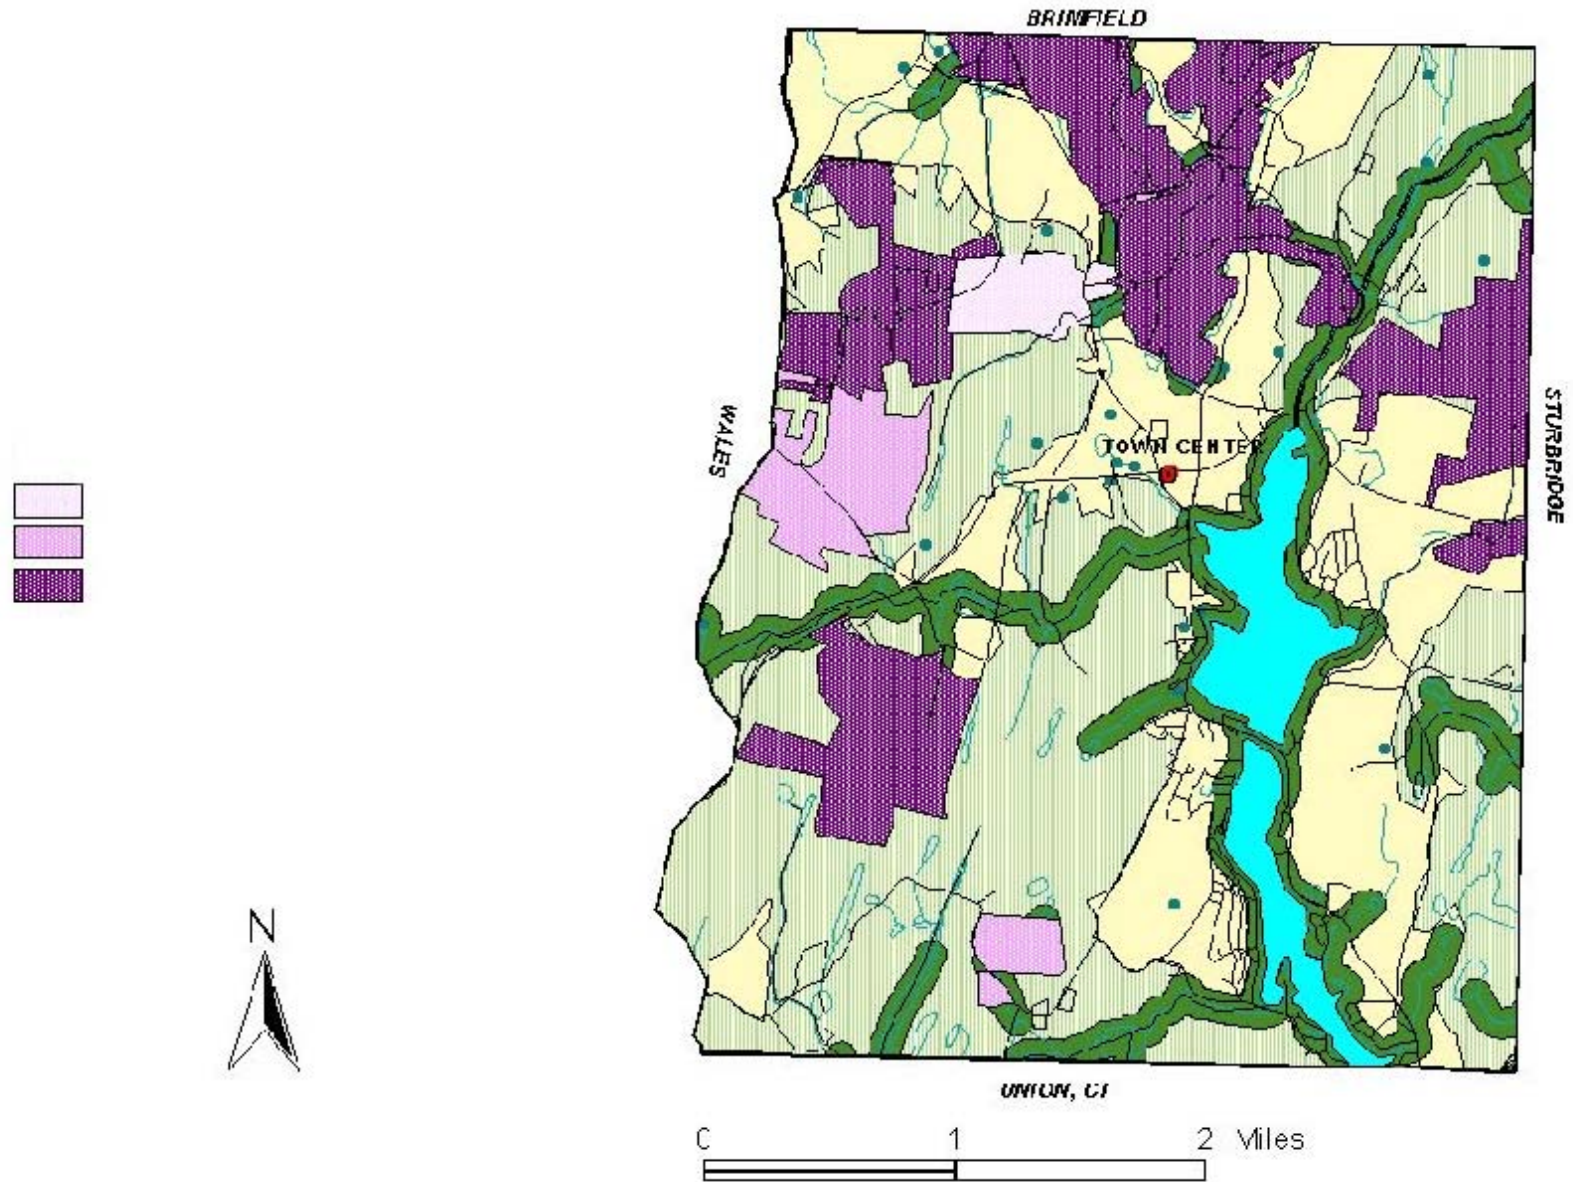 BRIMFIELD
WALES
TOWN CENTER
STURBRIDGE
N
UNION, CT
0 1 2 Miles